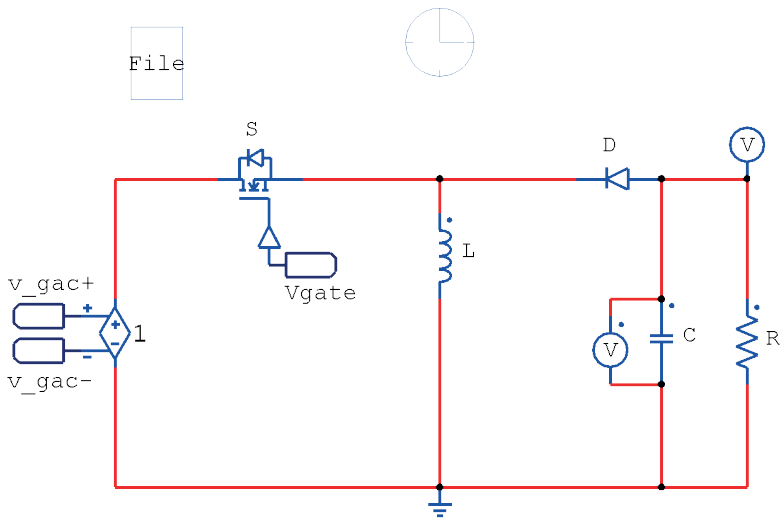 File
S
D
V
v_gac+
L
Vgate
+
+
1
V
C
R
-
-
v_gac-